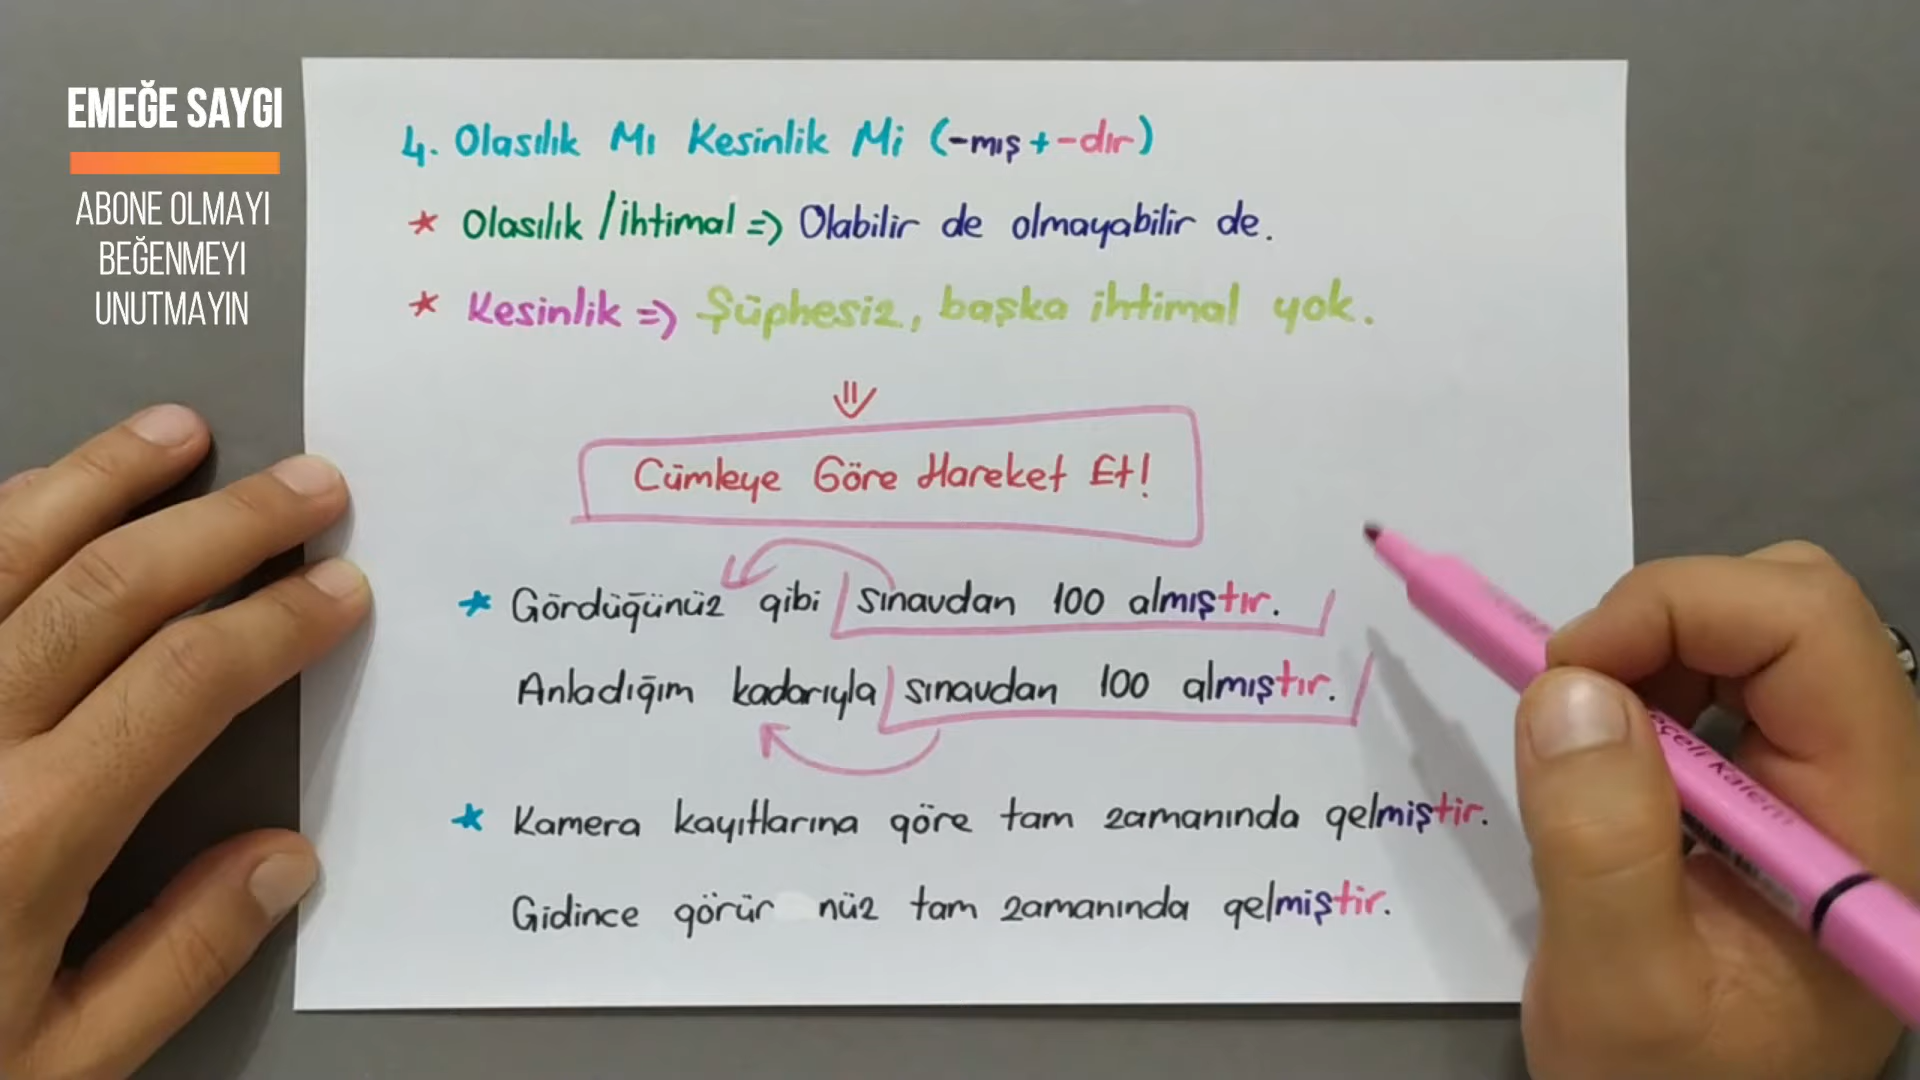 EMEĞE SAYGI
ABONE OLMAYI
BEĞENMEYI
UNUTMAYIN
4. Olasılık Mı Kesinlik Mi (-mış + -dır)
* Olasılık / ihtimal => Olabilir de olmayabilir de.
* Kesinlik => Şüphesiz, başka ihtimal yok.
Cümleye Göre Hareket Et!
* Gördüğünüz gibi sınavdan 100 almıştır.
Anladığım kadarıyla sınavdan 100 almıştır.
* Kamera kayıtlarına göre tam zamanında gelmiştir.
Gidince görür nüz tam zamanında gelmiştir.